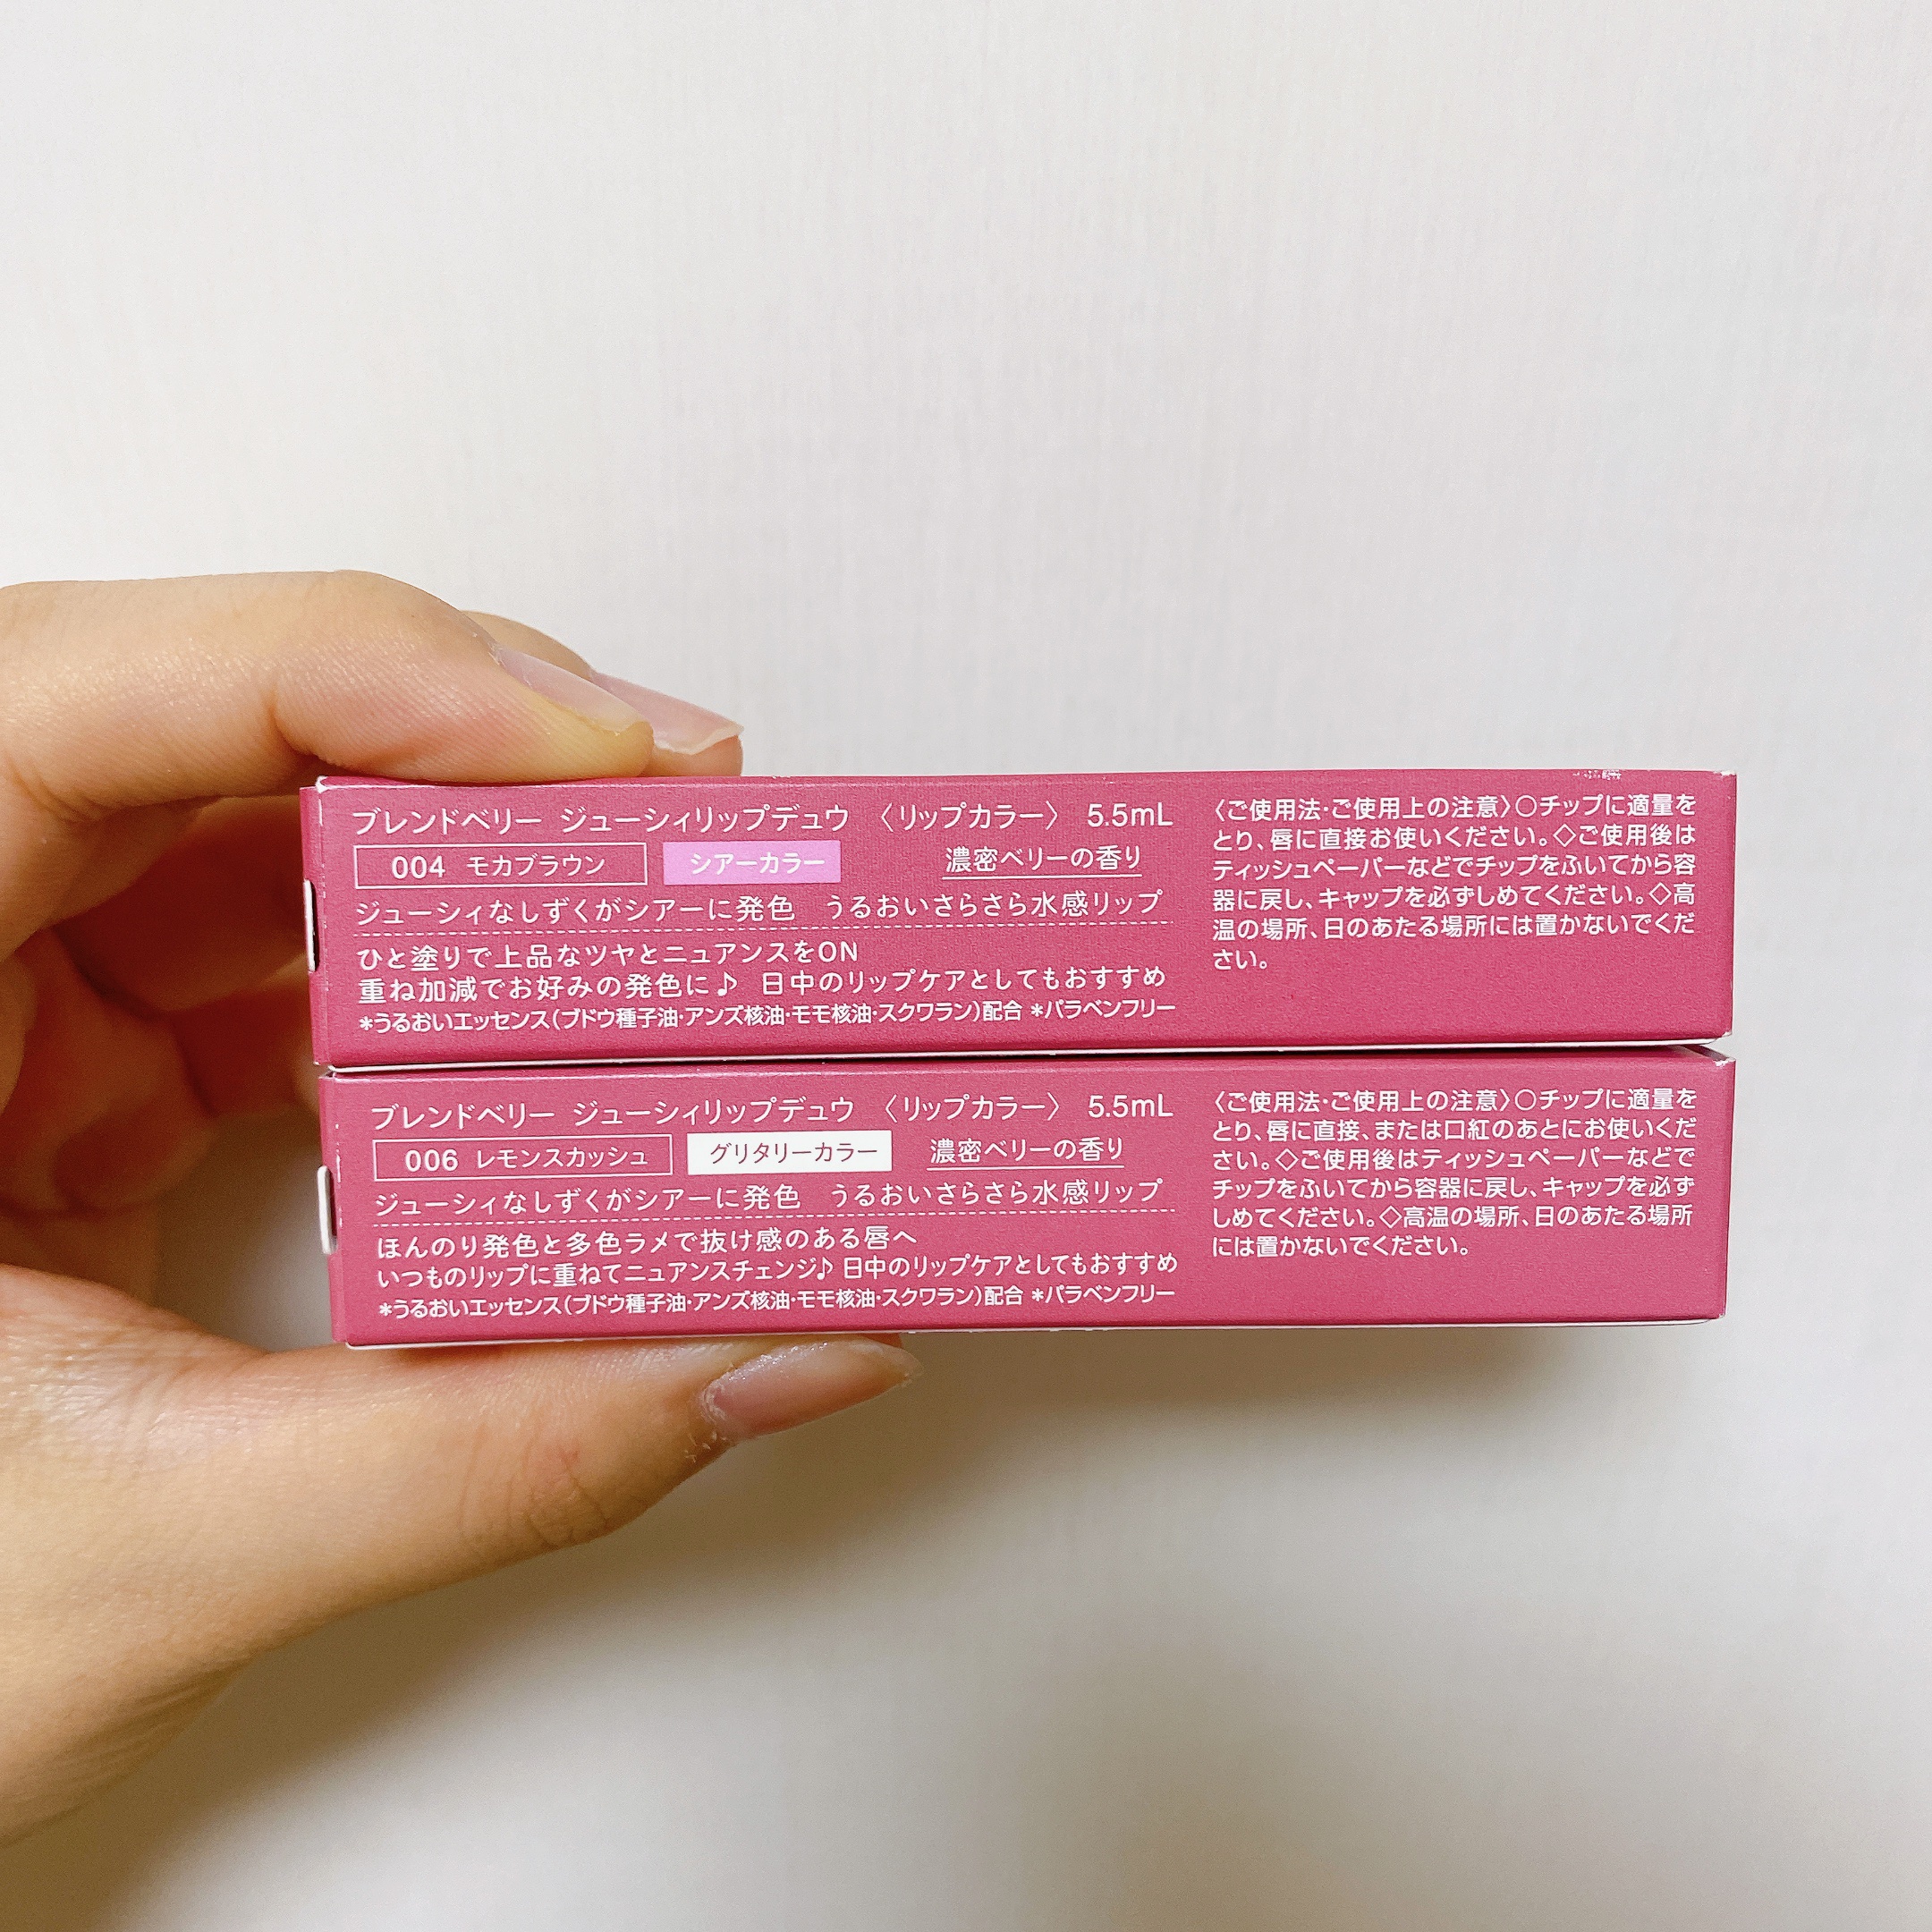 ブレンドベリー ジューシィリップデュウ 〈リップカラー〉 5.5mL
004 モカブラウン シアーカラー 濃密ベリーの香り
ジューシィなしずくがシアーに発色 うるおいさらさら水感リップ
ひと塗りで上品なツヤとニュアンスをON
重ね加減でお好みの発色に♪ 日中のリップケアとしてもおすすめ
*うるおいエッセンス(ブドウ種子油・アンズ核油・モモ核油・スクワラン)配合 *パラベンフリー
〈ご使用法・ご使用上の注意〉○チップに適量を
とり、唇に直接お使いください。◇ご使用後は
ティッシュペーパーなどでチップをふいてから容
器に戻し、キャップを必ずしめてください。◇高
温の場所、日のあたる場所には置かないでくだ
さい。
ブレンドベリー ジューシィリップデュウ 〈リップカラー〉 5.5mL
006 レモンスカッシュ グリタリーカラー 濃密ベリーの香り
ジューシィなしずくがシアーに発色 うるおいさらさら水感リップ
ほんのり発色と多色ラメで抜け感のある唇へ
いつものリップに重ねてニュアンスチェンジ♪ 日中のリップケアとしてもおすすめ
*うるおいエッセンス(ブドウ種子油・アンズ核油・モモ核油・スクワラン)配合 *パラベンフリー
〈ご使用法・ご使用上の注意〉○チップに適量を
とり、唇に直接、または口紅のあとにお使いくだ
さい。◇ご使用後はティッシュペーパーなどで
チップをふいてから容器に戻し、キャップを必ず
しめてください。◇高温の場所、日のあたる場所
には置かないでください。